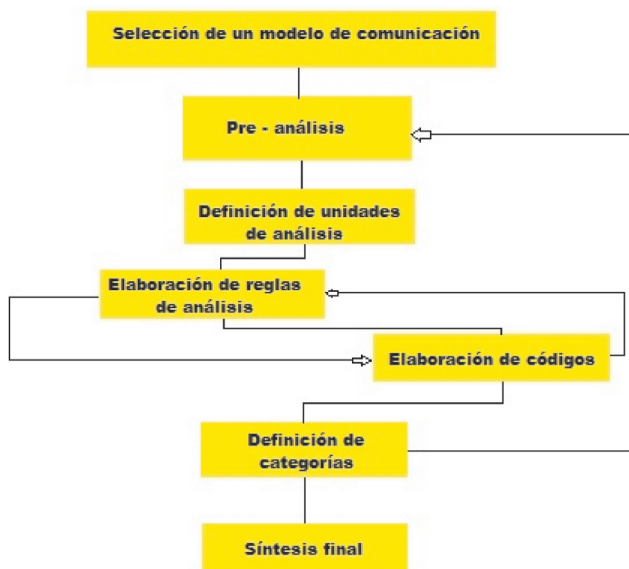 Selección de un modelo de comunicación
Pre - análisis
Definición de unidades
de análisis
Elaboración de reglas
de análisis
Elaboración de códigos
Definición de
categorías
Síntesis final